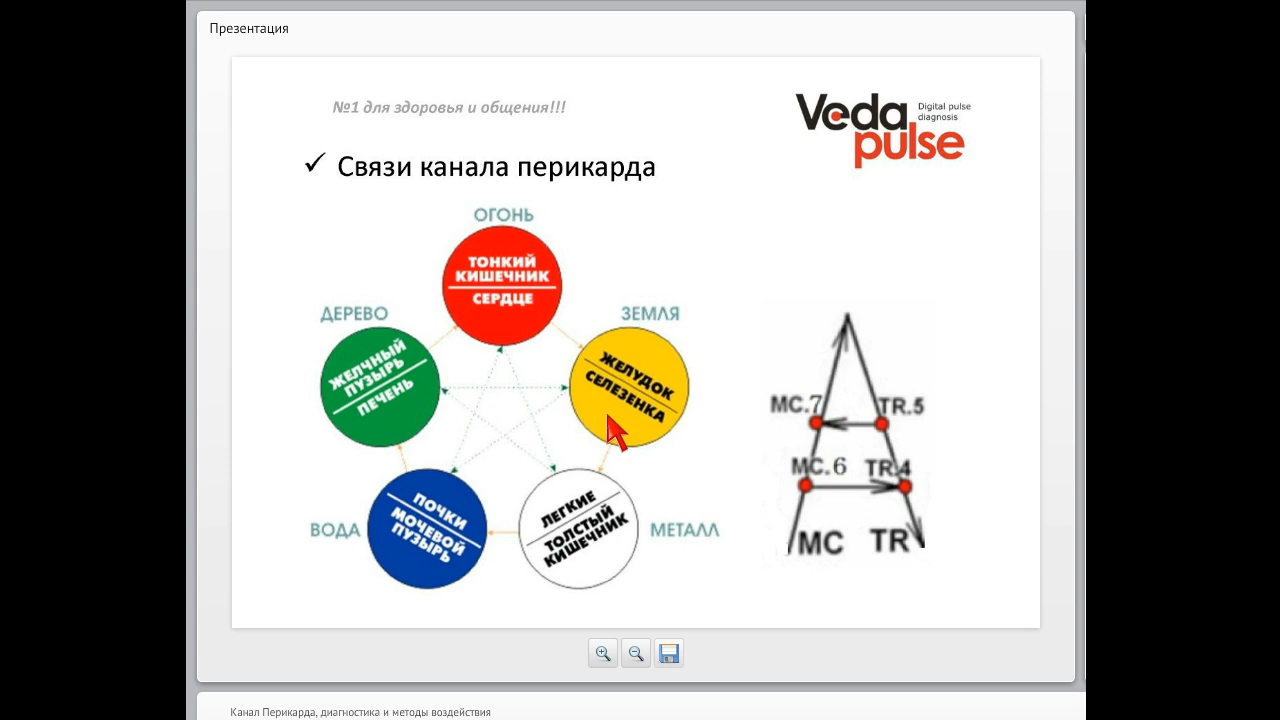 Презентация
№1 для здоровья и общения!!!
Veda
pulse
Digital pulse
diagnosis
✓ Связи канала перикарда
ОГОНЬ
ТОНКИЙ
КИШЕЧНИК
СЕРДЦЕ
ДЕРЕВО
ЖЕЛЧНЫЙ
ПУЗЫРЬ
ПЕЧЕНЬ
ЗЕМЛЯ
ЖЕЛУДОК
СЕЛЕЗЕНКА
ВОДА
ПОЧКИ
МОЧЕВОЙ
ПУЗЫРЬ
ЛЕГКИЕ
ТОЛСТЫЙ
КИШЕЧНИК
МЕТАЛЛ
MC.7 TR.5
MC.6 TR.4
MC TR
Канал Перикарда, диагностика и методы воздействия